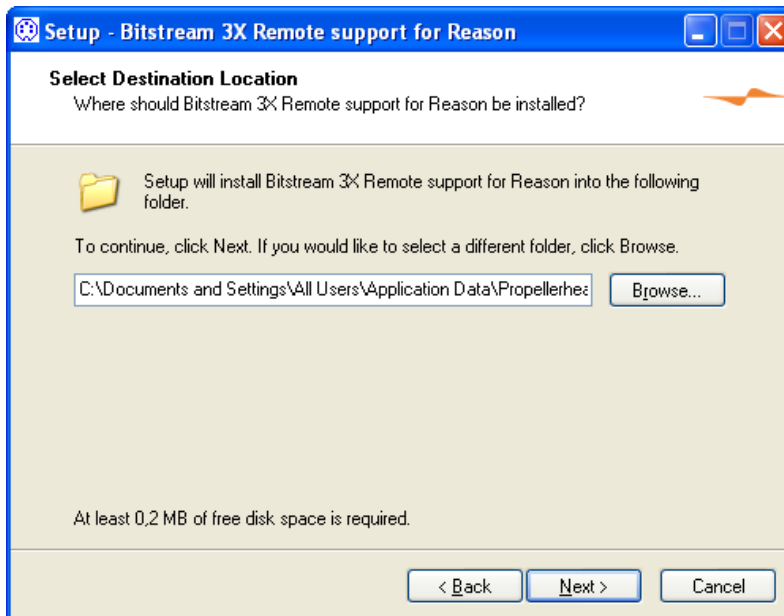 Setup - Bitstream 3X Remote support for Reason
Select Destination Location
Where should Bitstream 3X Remote support for Reason be installed?
Setup will install Bitstream 3X Remote support for Reason into the following
folder.
To continue, click Next. If you would like to select a different folder, click Browse.
C:\Documents and Settings\All Users\Application Data\Propellerhea
Browse...
At least 0,2 MB of free disk space is required.
< Back
Next >
Cancel